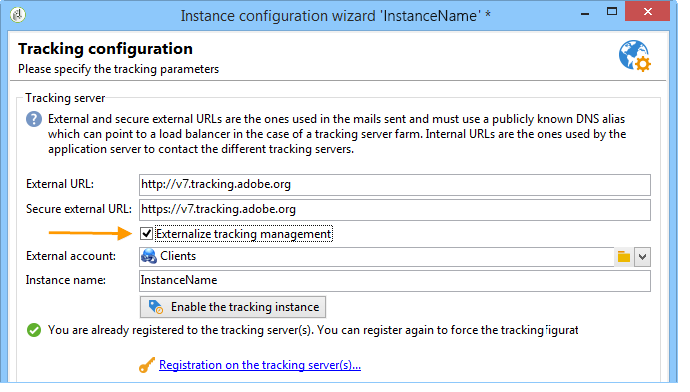 Instance configuration wizard 'InstanceName' *
Tracking configuration
Please specify the tracking parameters
Tracking server
External and secure external URLs are the ones used in the mails sent and must use a publicly known DNS alias
which can point to a load balancer in the case of a tracking server farm. Internal URLs are the ones used by the
application server to contact the different tracking servers.
External URL: http://v7.tracking.adobe.org
Secure external URL: https://v7.tracking.adobe.org
Externalize tracking management
External account: Clients
Instance name: InstanceName
Enable the tracking instance
You are already registered to the tracking server(s). You can register again to force the tracking
Registration on the tracking server(s)...